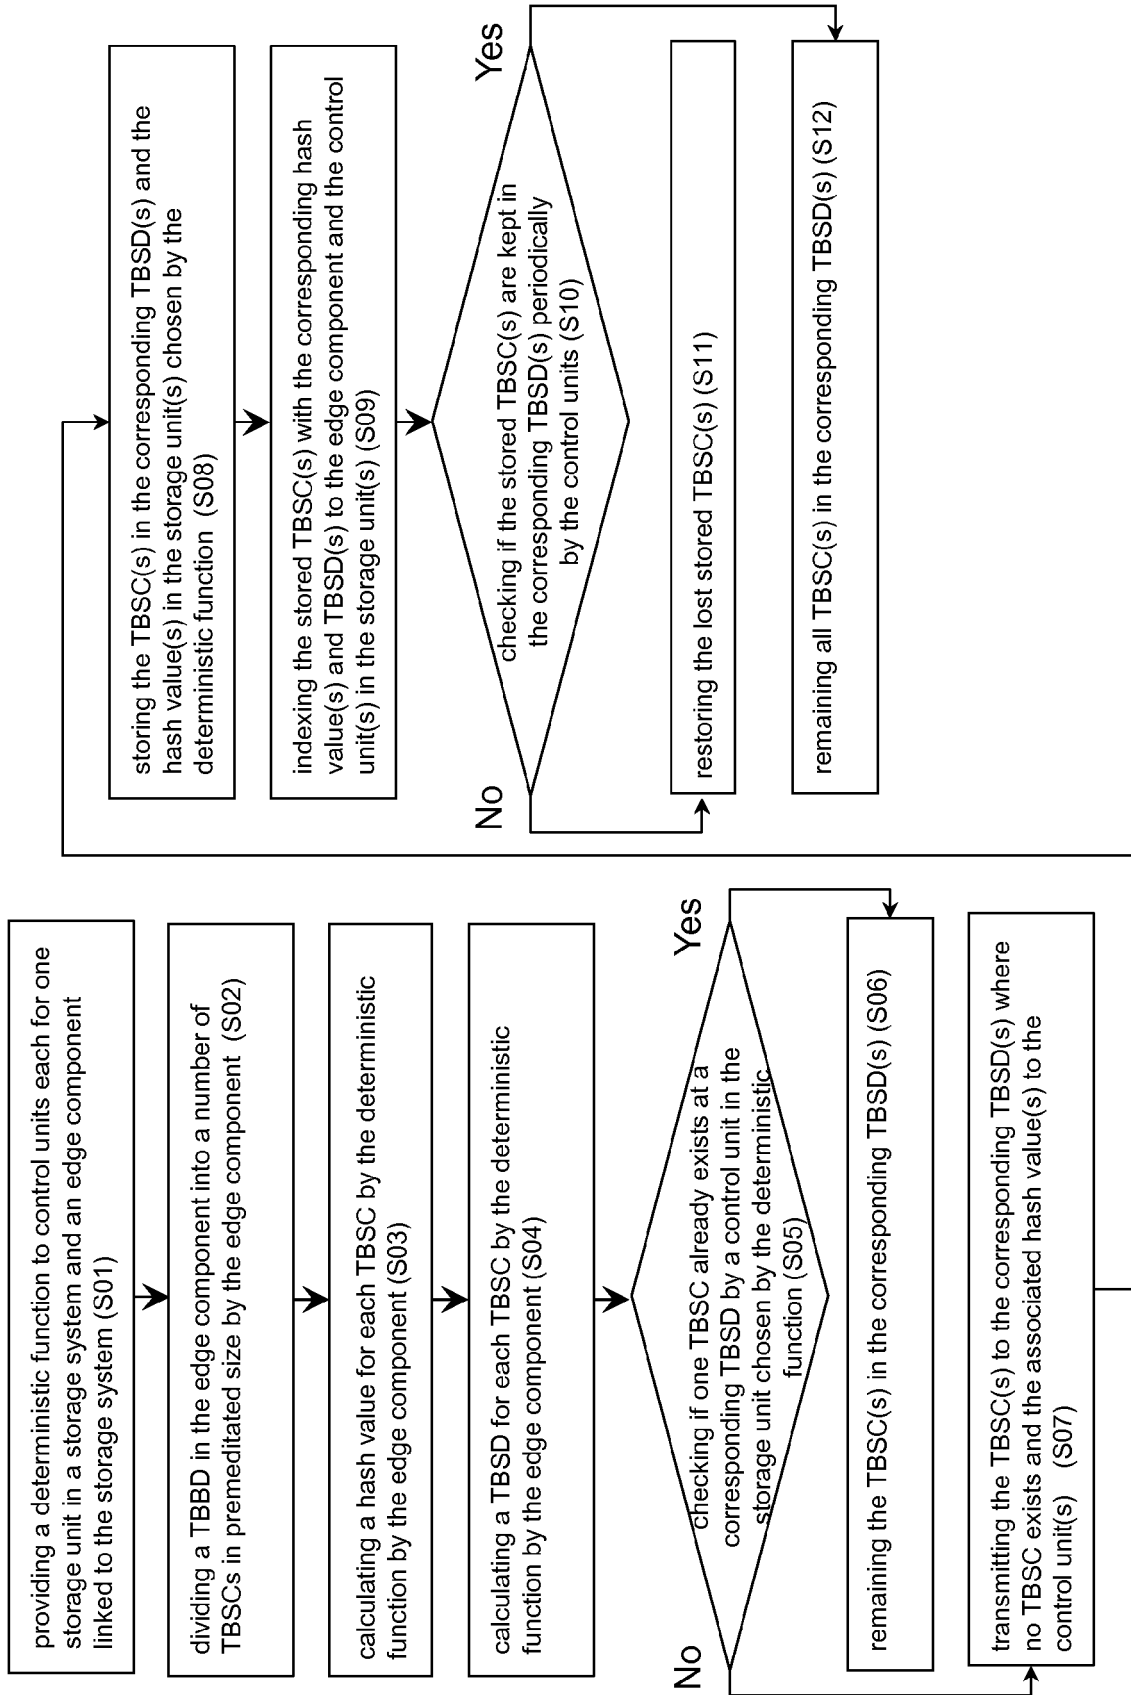 providing a deterministic function to control units each for one
storage unit in a storage system and an edge component
linked to the storage system (S01)
dividing a TBBD in the edge component into a number of
TBSCs in premeditated size by the edge component (S02)
calculating a hash value for each TBSC by the deterministic
function by the edge component (S03)
calculating a TBSD for each TBSC by the deterministic
function by the edge component (S04)
checking if one TBSC already exists at a
corresponding TBSD by a control unit in the
storage unit chosen by the deterministic
function (S05)
No
Yes
remaining the TBSC(s) in the corresponding TBSD(s) (S06)
transmitting the TBSC(s) to the corresponding TBSD(s) where
no TBSC exists and the associated hash value(s) to the
control unit(s) (S07)
storing the TBSC(s) in the corresponding TBSD(s) and the
hash value(s) in the storage unit(s) chosen by the
deterministic function (S08)
indexing the stored TBSC(s) with the corresponding hash
value(s) and TBSD(s) to the edge component and the control
unit(s) in the storage unit(s) (S09)
checking if the stored TBSC(s) are kept in
the corresponding TBSD(s) periodically
by the control units (S10)
No
Yes
restoring the lost stored TBSC(s) (S11)
remaining all TBSC(s) in the corresponding TBSD(s) (S12)